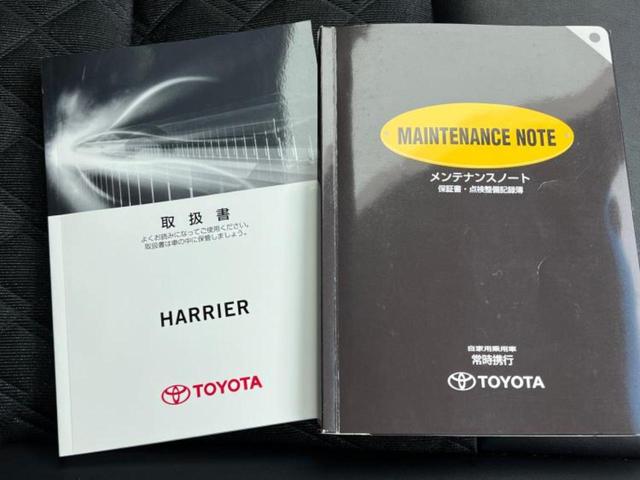 取扱書
よくお読みになってご使用ください。
取扱書は車の中に保管しましょう。
HARRIER
TOYOTA
MAINTENANCE NOTE
メンテナンスノート
保証書・点検整備記録簿
自家用乗用車
常時携行
TOYOTA